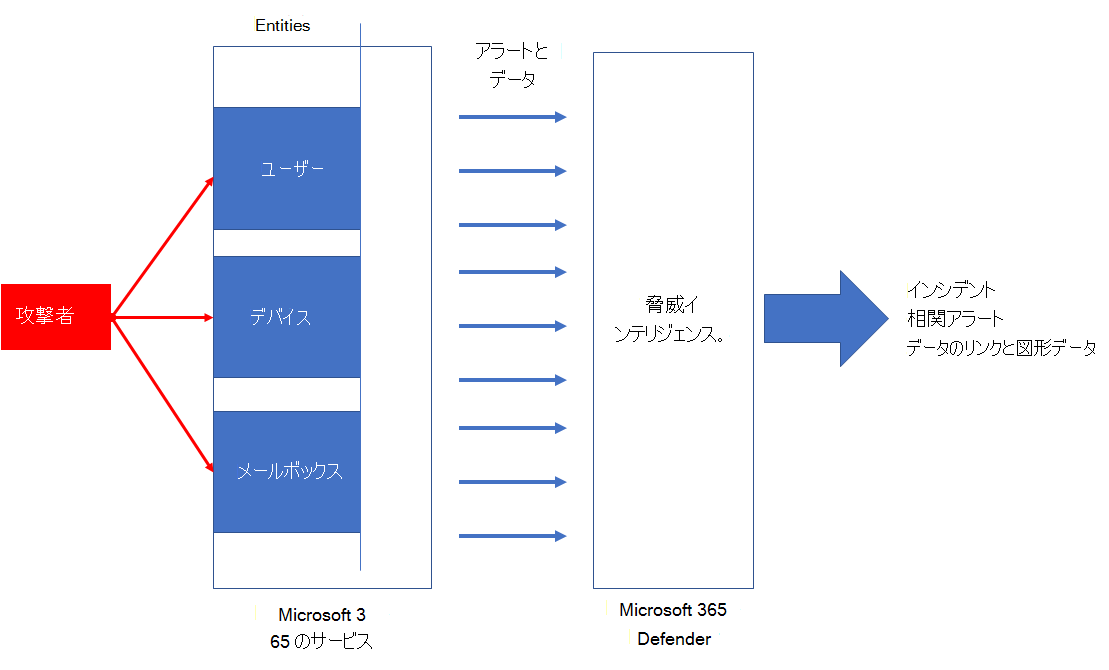 Entities
アラートと
データ
ユーザー
攻撃者
デバイス
メールボックス
脅威イ
ンテリジェンス。
インシデント
相関アラート
データのリンクと図形データ
Microsoft 3
65 のサービス
Microsoft 365
Defender